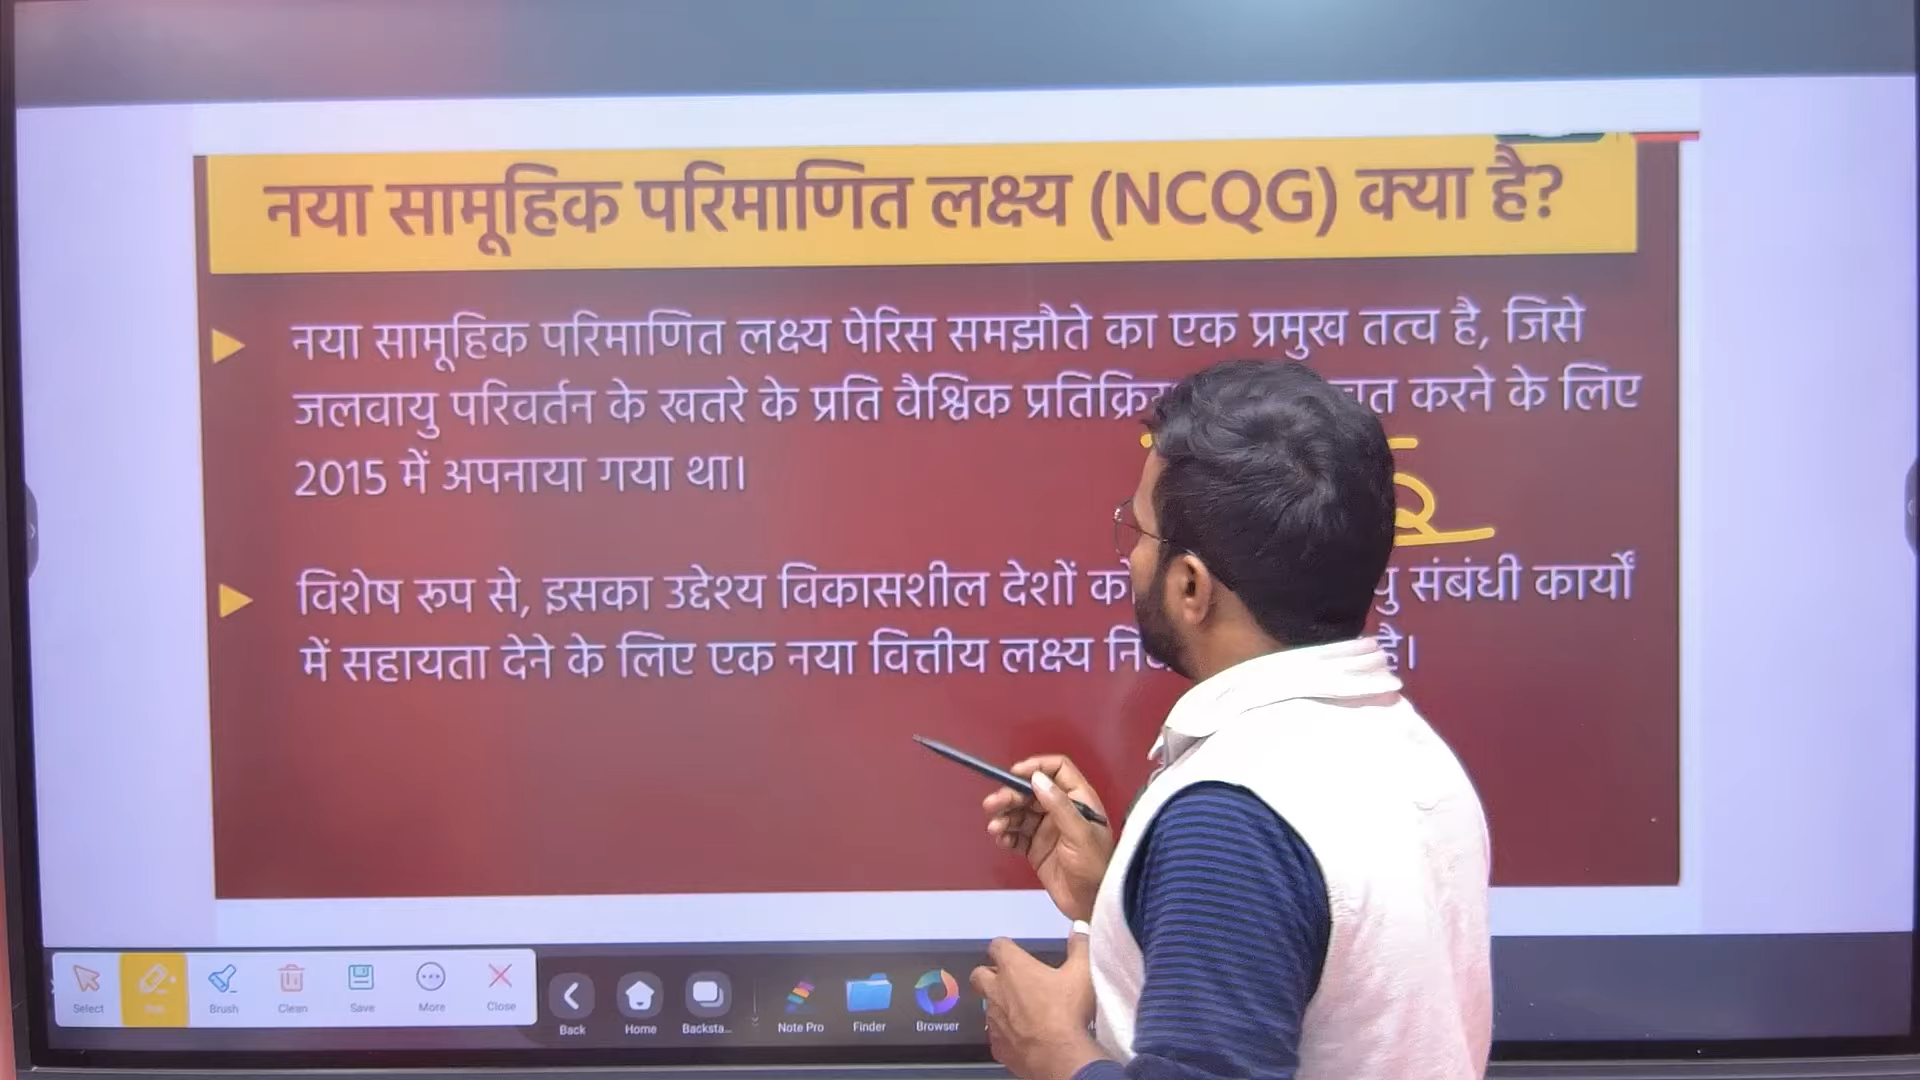 नया सामूहिक परिमाणित लक्ष्य (NCQG) क्या है?
नया सामूहिक परिमाणित लक्ष्य पेरिस समझौते का एक प्रमुख तत्व है, जिसे
जलवायु परिवर्तन के खतरे के प्रति वैश्विक करने के लिए
2015 में अपनाया गया था।
विशेष रूप से, इसका उद्देश्य विकासशील देशों को संबंधी कार्यों
में सहायता देने के लिए एक नया वित्तीय लक्ष्य है।
Select
Brush
Clean
Save
More
Close
Back
Home
Backsta...
Note Pro
Finder
Browser